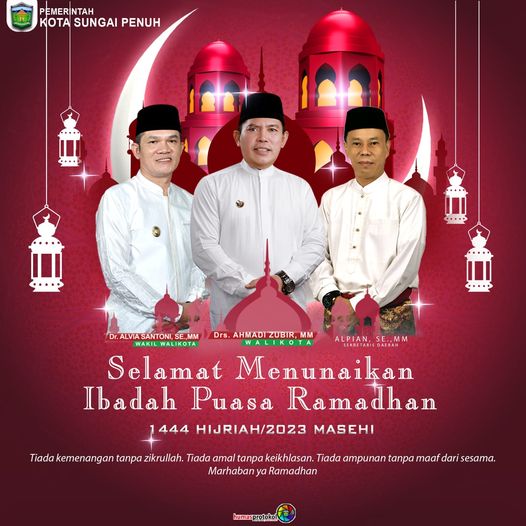 PEMERINTAH
KOTA SUNGAI PENUH
Dr. ALVIA SANTONI, SE.,MM
WAKIL WALIKOTA
Drs. AHMADI ZUBIR, MM
WALIKOTA
ALPIAN, SE.,MM
SEKRETARIS DAERAH
Selamat Menunaikan
Ibadah Puasa Ramadhan
1444 HIJRIAH/2023 MASEHI
Tiada kemenangan tanpa zikrullah. Tiada amal tanpa keikhlasan. Tiada ampunan tanpa maaf dari sesama.
Marhaban ya Ramadhan
humasprotokol